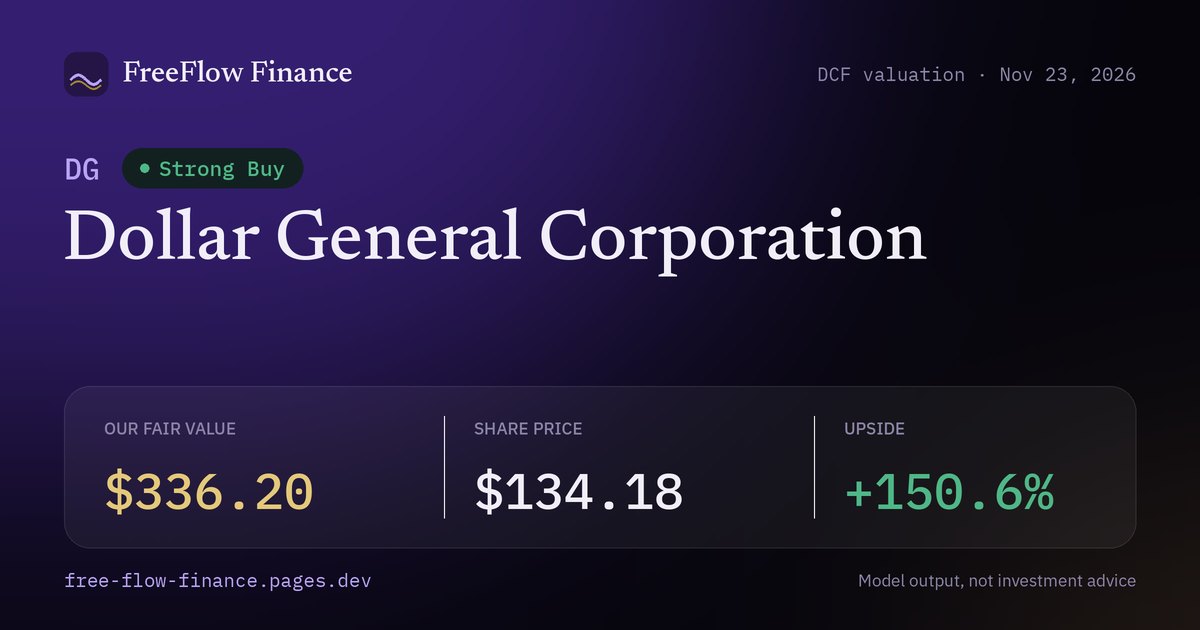 FreeFlow Finance
DCF valuation · Nov 23, 2026
DG
Strong Buy
Dollar General Corporation
OUR FAIR VALUE
$336.20
SHARE PRICE
$134.18
UPSIDE
+150.6%
free-flow-finance.pages.dev
Model output, not investment advice